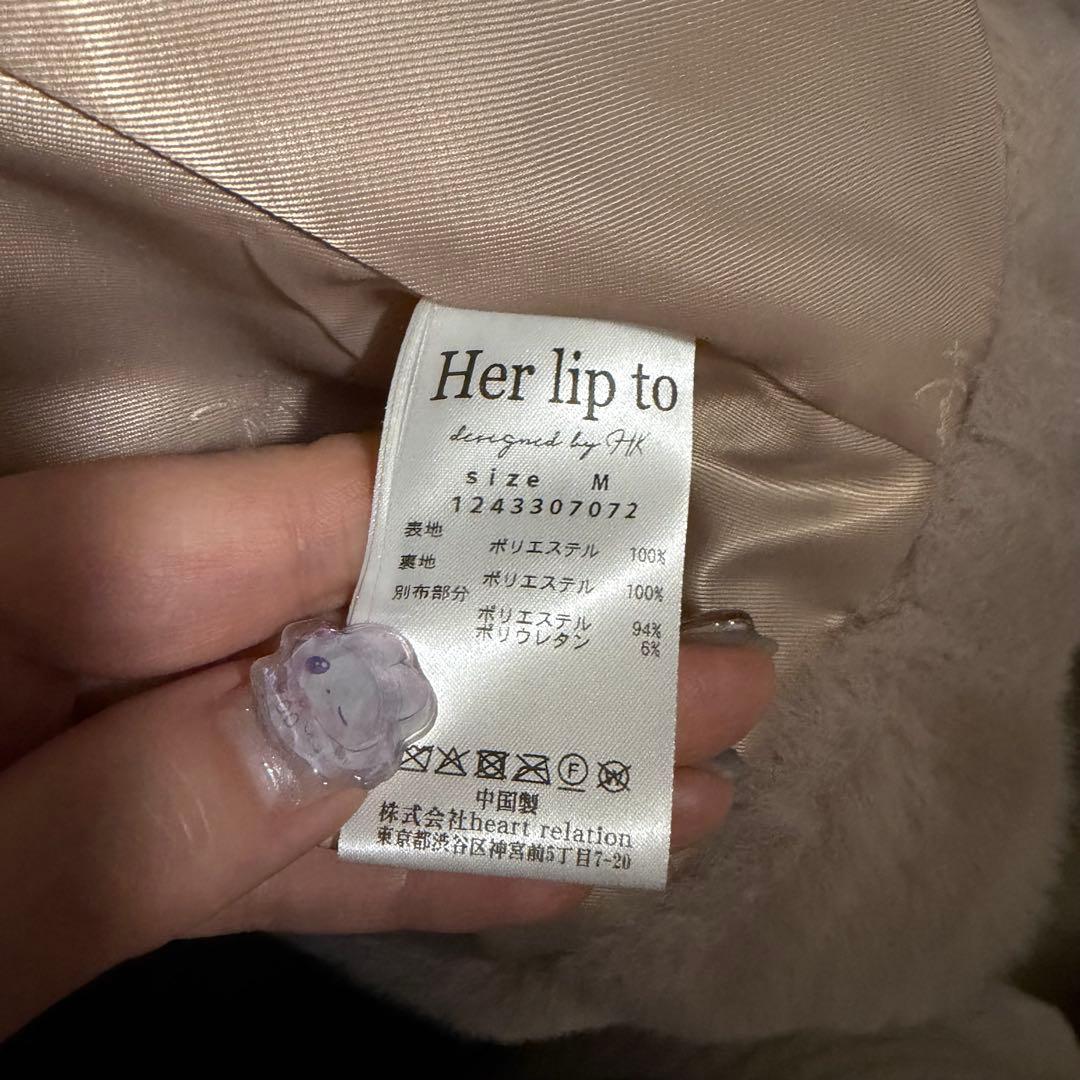 Her lip to
designed by HK
size M
1243307072
表地
ポリエステル 100%
裏地
ポリエステル 100%
別布部分
ポリエステル 94%
ポリウレタン 6%
F
W
中国製
株式会社heart relation
東京都渋谷区神宮前5丁目7-20